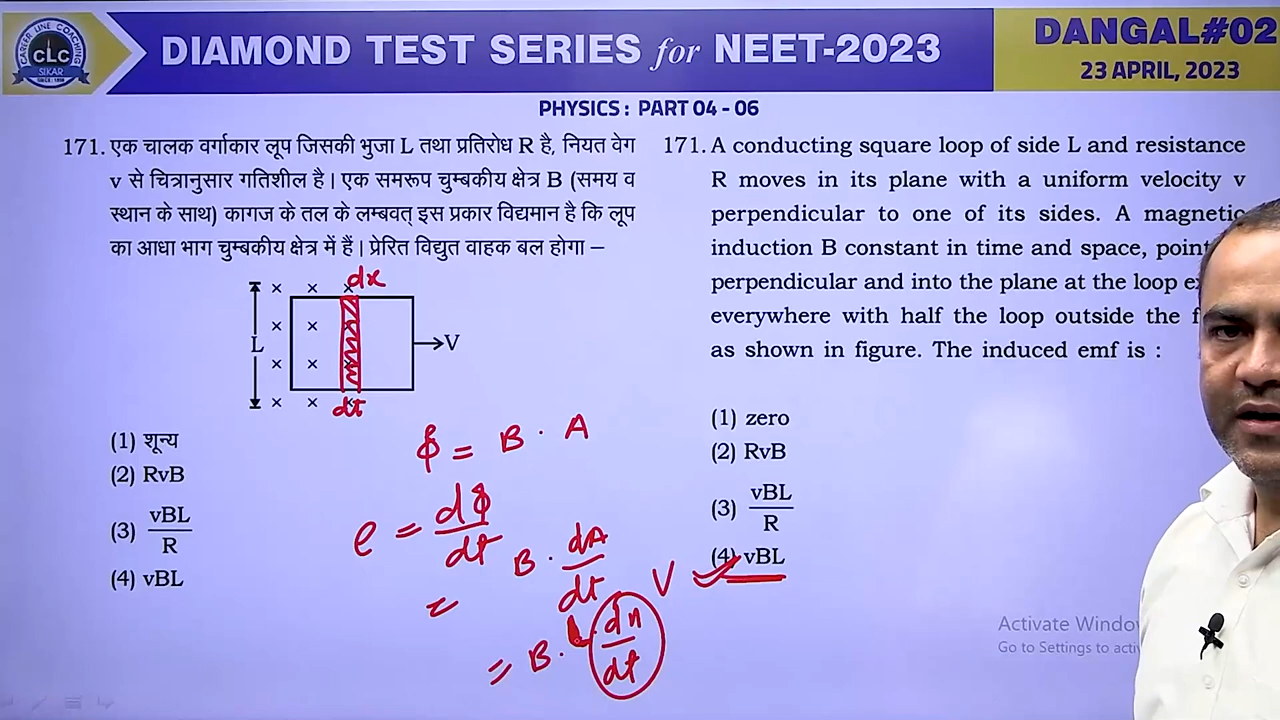 CAREER LINE COACHING
CLC
SIKAR
DIAMOND TEST SERIES for NEET-2023
DANGAL#02
23 APRIL, 2023
PHYSICS : PART 04 - 06
171. एक चालक वर्गाकार लूप जिसकी भुजा L तथा प्रतिरोध R है, नियत वेग
v से चित्रानुसार गतिशील है। एक समरूप चुम्बकीय क्षेत्र B (समय व
स्थान के साथ) कागज के तल के लम्बवत् इस प्रकार विद्यमान है कि लूप
का आधा भाग चुम्बकीय क्षेत्र में हैं। प्रेरित विद्युत वाहक बल होगा –
dx
L
V
dt
(1) शून्य
(2) RvB
(3) vBL
R
(4) vBL
171. A conducting square loop of side L and resistance
R moves in its plane with a uniform velocity v
perpendicular to one of its sides. A magnetic
induction B constant in time and space, point
perpendicular and into the plane at the loop
everywhere with half the loop outside the
as shown in figure. The induced emf is :
(1) zero
(2) RvB
(3) vBL
R
(4) vBL
ϕ = B · A
e = dϕ
dt
= B · dA
dt
V
= B · L · dx
dt
Activate Windo
Go to Settings to acti